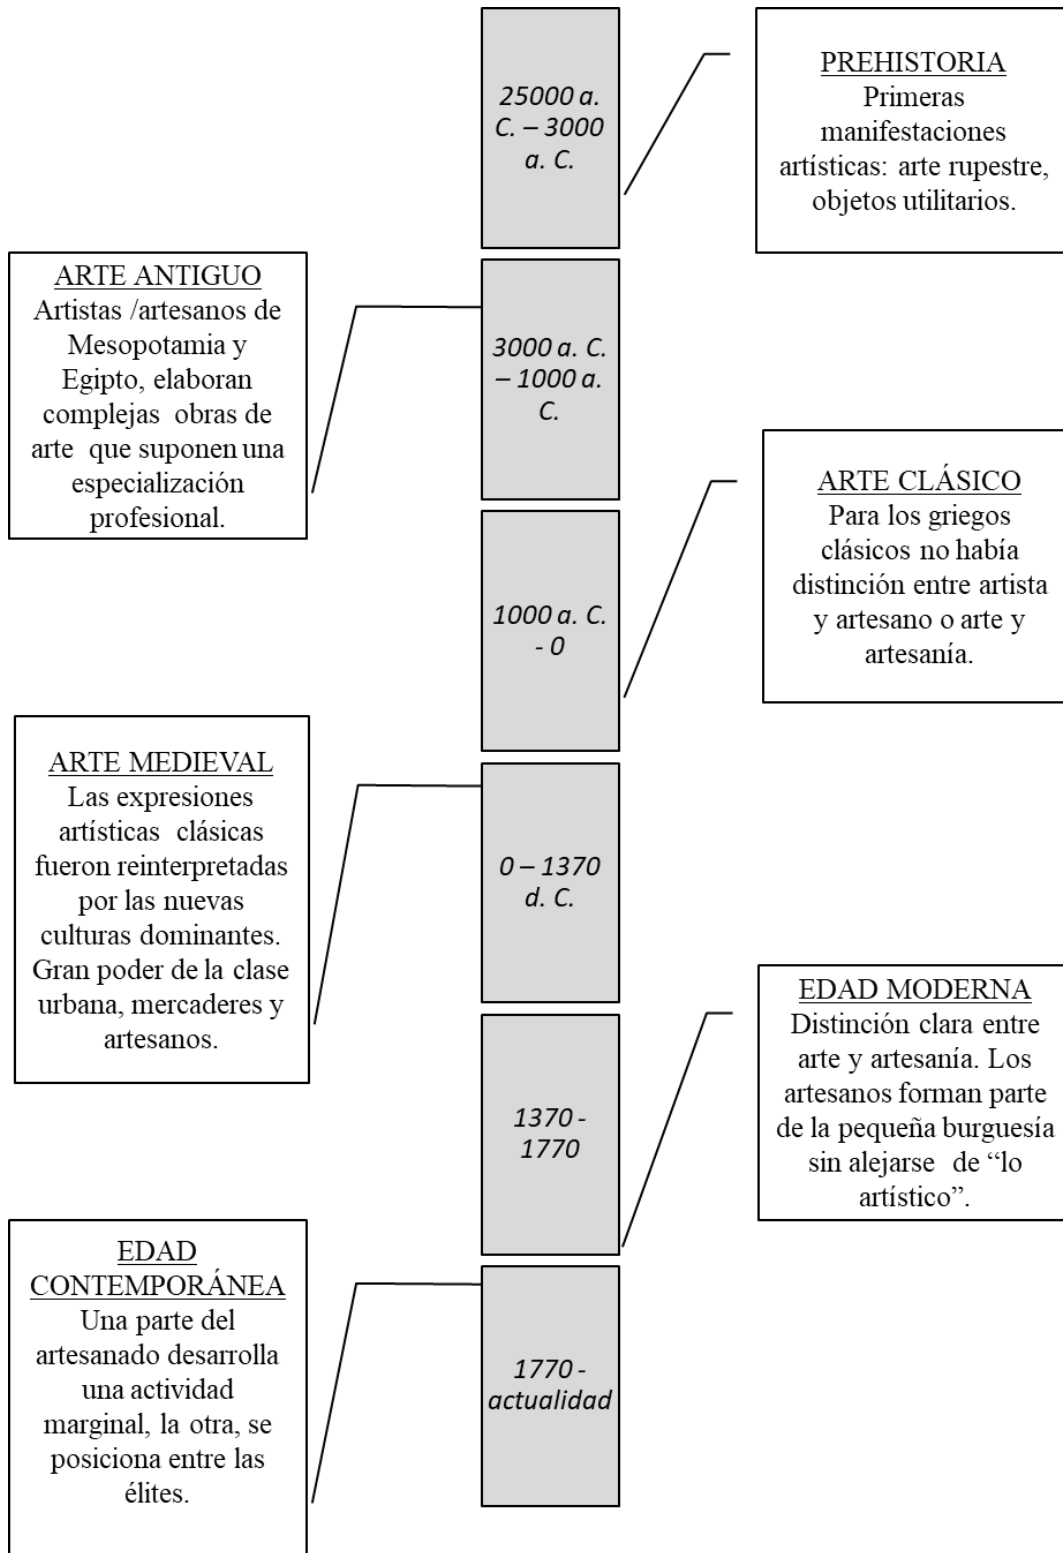 25000 a.
C. – 3000
a. C.
PREHISTORIA
Primeras
manifestaciones
artísticas: arte rupestre,
objetos utilitarios.
ARTE ANTIGUO
Artistas /artesanos de
Mesopotamia y
Egipto, elaboran
complejas obras de
arte que suponen una
especialización
profesional.
3000 a. C.
– 1000 a.
C.
ARTE CLÁSICO
Para los griegos
clásicos no había
distinción entre artista
y artesano o arte y
artesanía.
1000 a. C.
- 0
ARTE MEDIEVAL
Las expresiones
artísticas clásicas
fueron reinterpretadas
por las nuevas
culturas dominantes.
Gran poder de la clase
urbana, mercaderes y
artesanos.
0 – 1370
d. C.
EDAD MODERNA
Distinción clara entre
arte y artesanía. Los
artesanos forman parte
de la pequeña burguesía
sin alejarse de “lo
artístico”.
1370 -
1770
EDAD
CONTEMPORÁNEA
Una parte del
artesanado desarrolla
una actividad
marginal, la otra, se
posiciona entre las
élites.
1770 -
actualidad